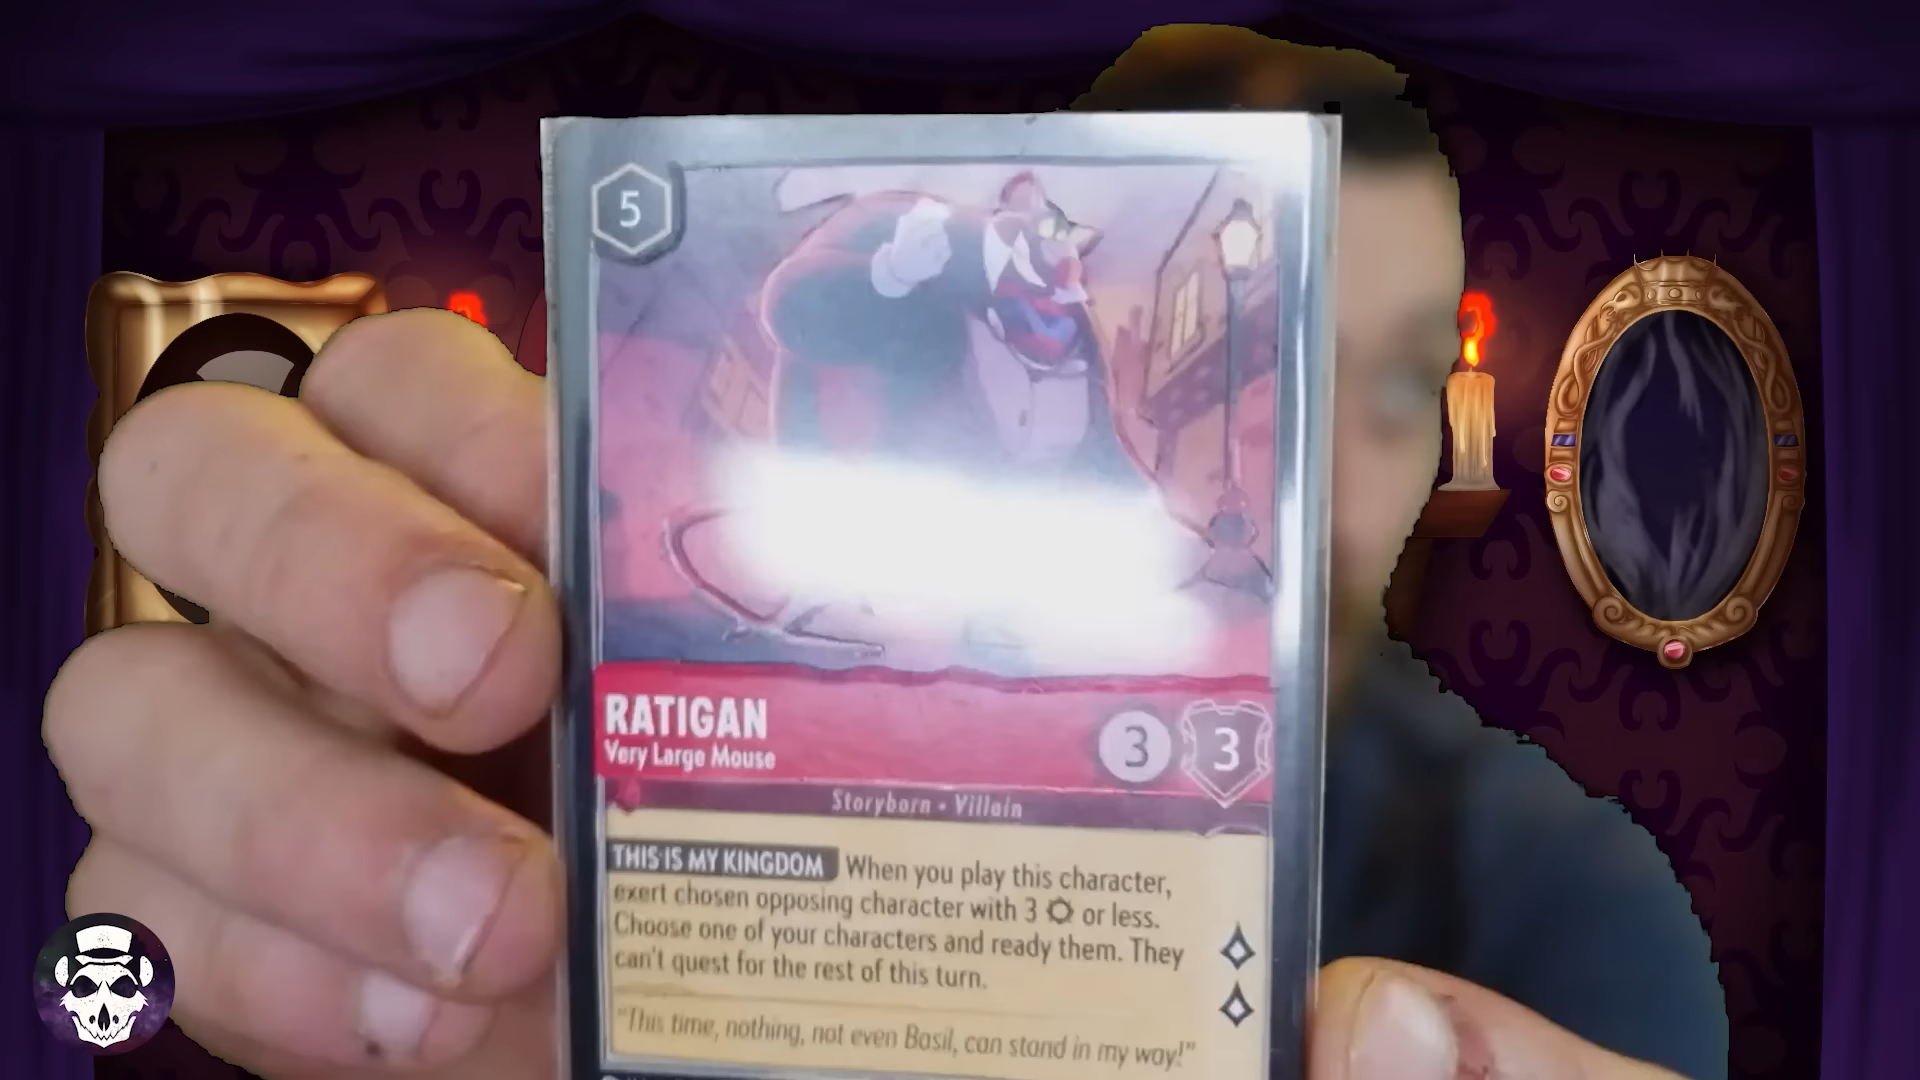 5
RATIGAN
Very Large Mouse
3 3
Storyborn • Villain
THIS IS MY KINGDOM When you play this character,
exert chosen opposing character with 3 or less.
Choose one of your characters and ready them. They
can't quest for the rest of this turn.
"This time, nothing, not even Basil, can stand in my way!"